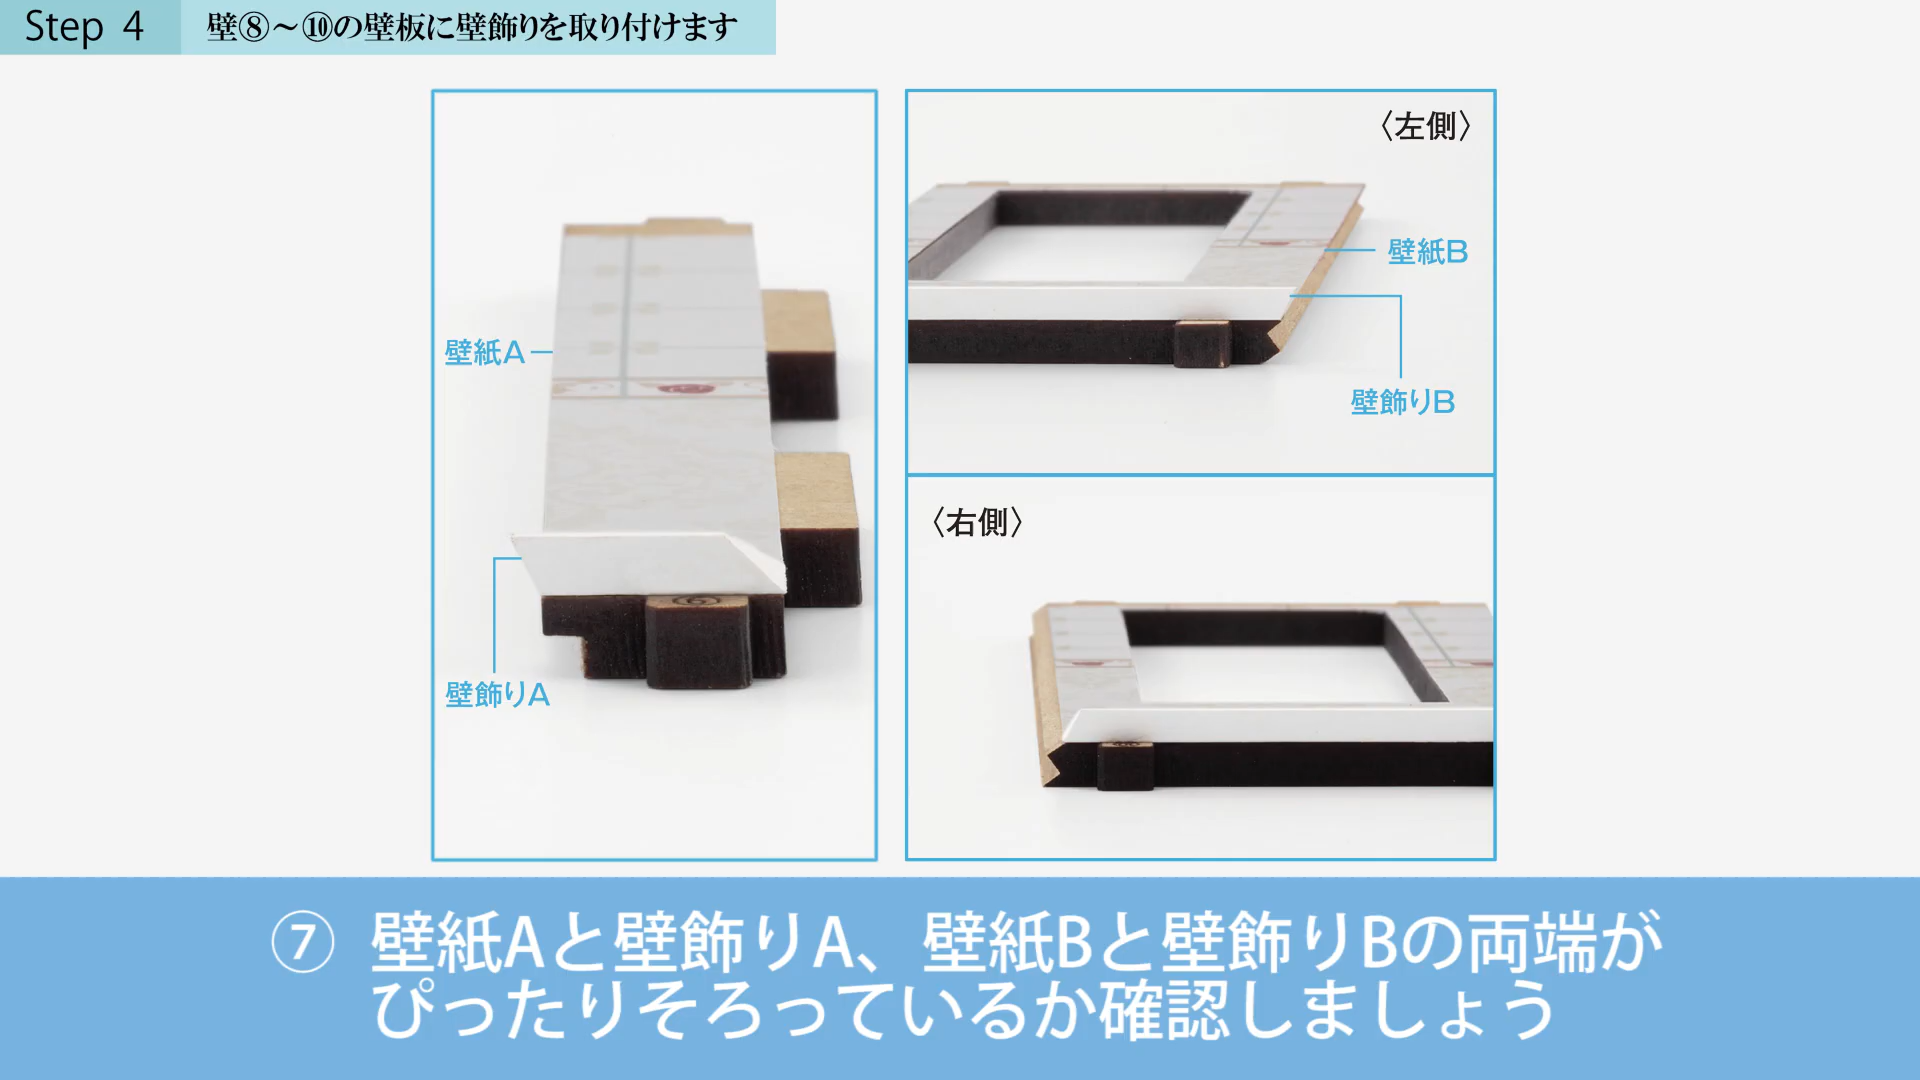 Step 4
壁⑧～⑩の壁板に壁飾りを取り付けます
壁紙A
壁飾りA
〈左側〉
壁紙B
壁飾りB
〈右側〉
⑦ 壁紙Aと壁飾りA、壁紙Bと壁飾りBの両端が
ぴったりそろっているか確認しましょう